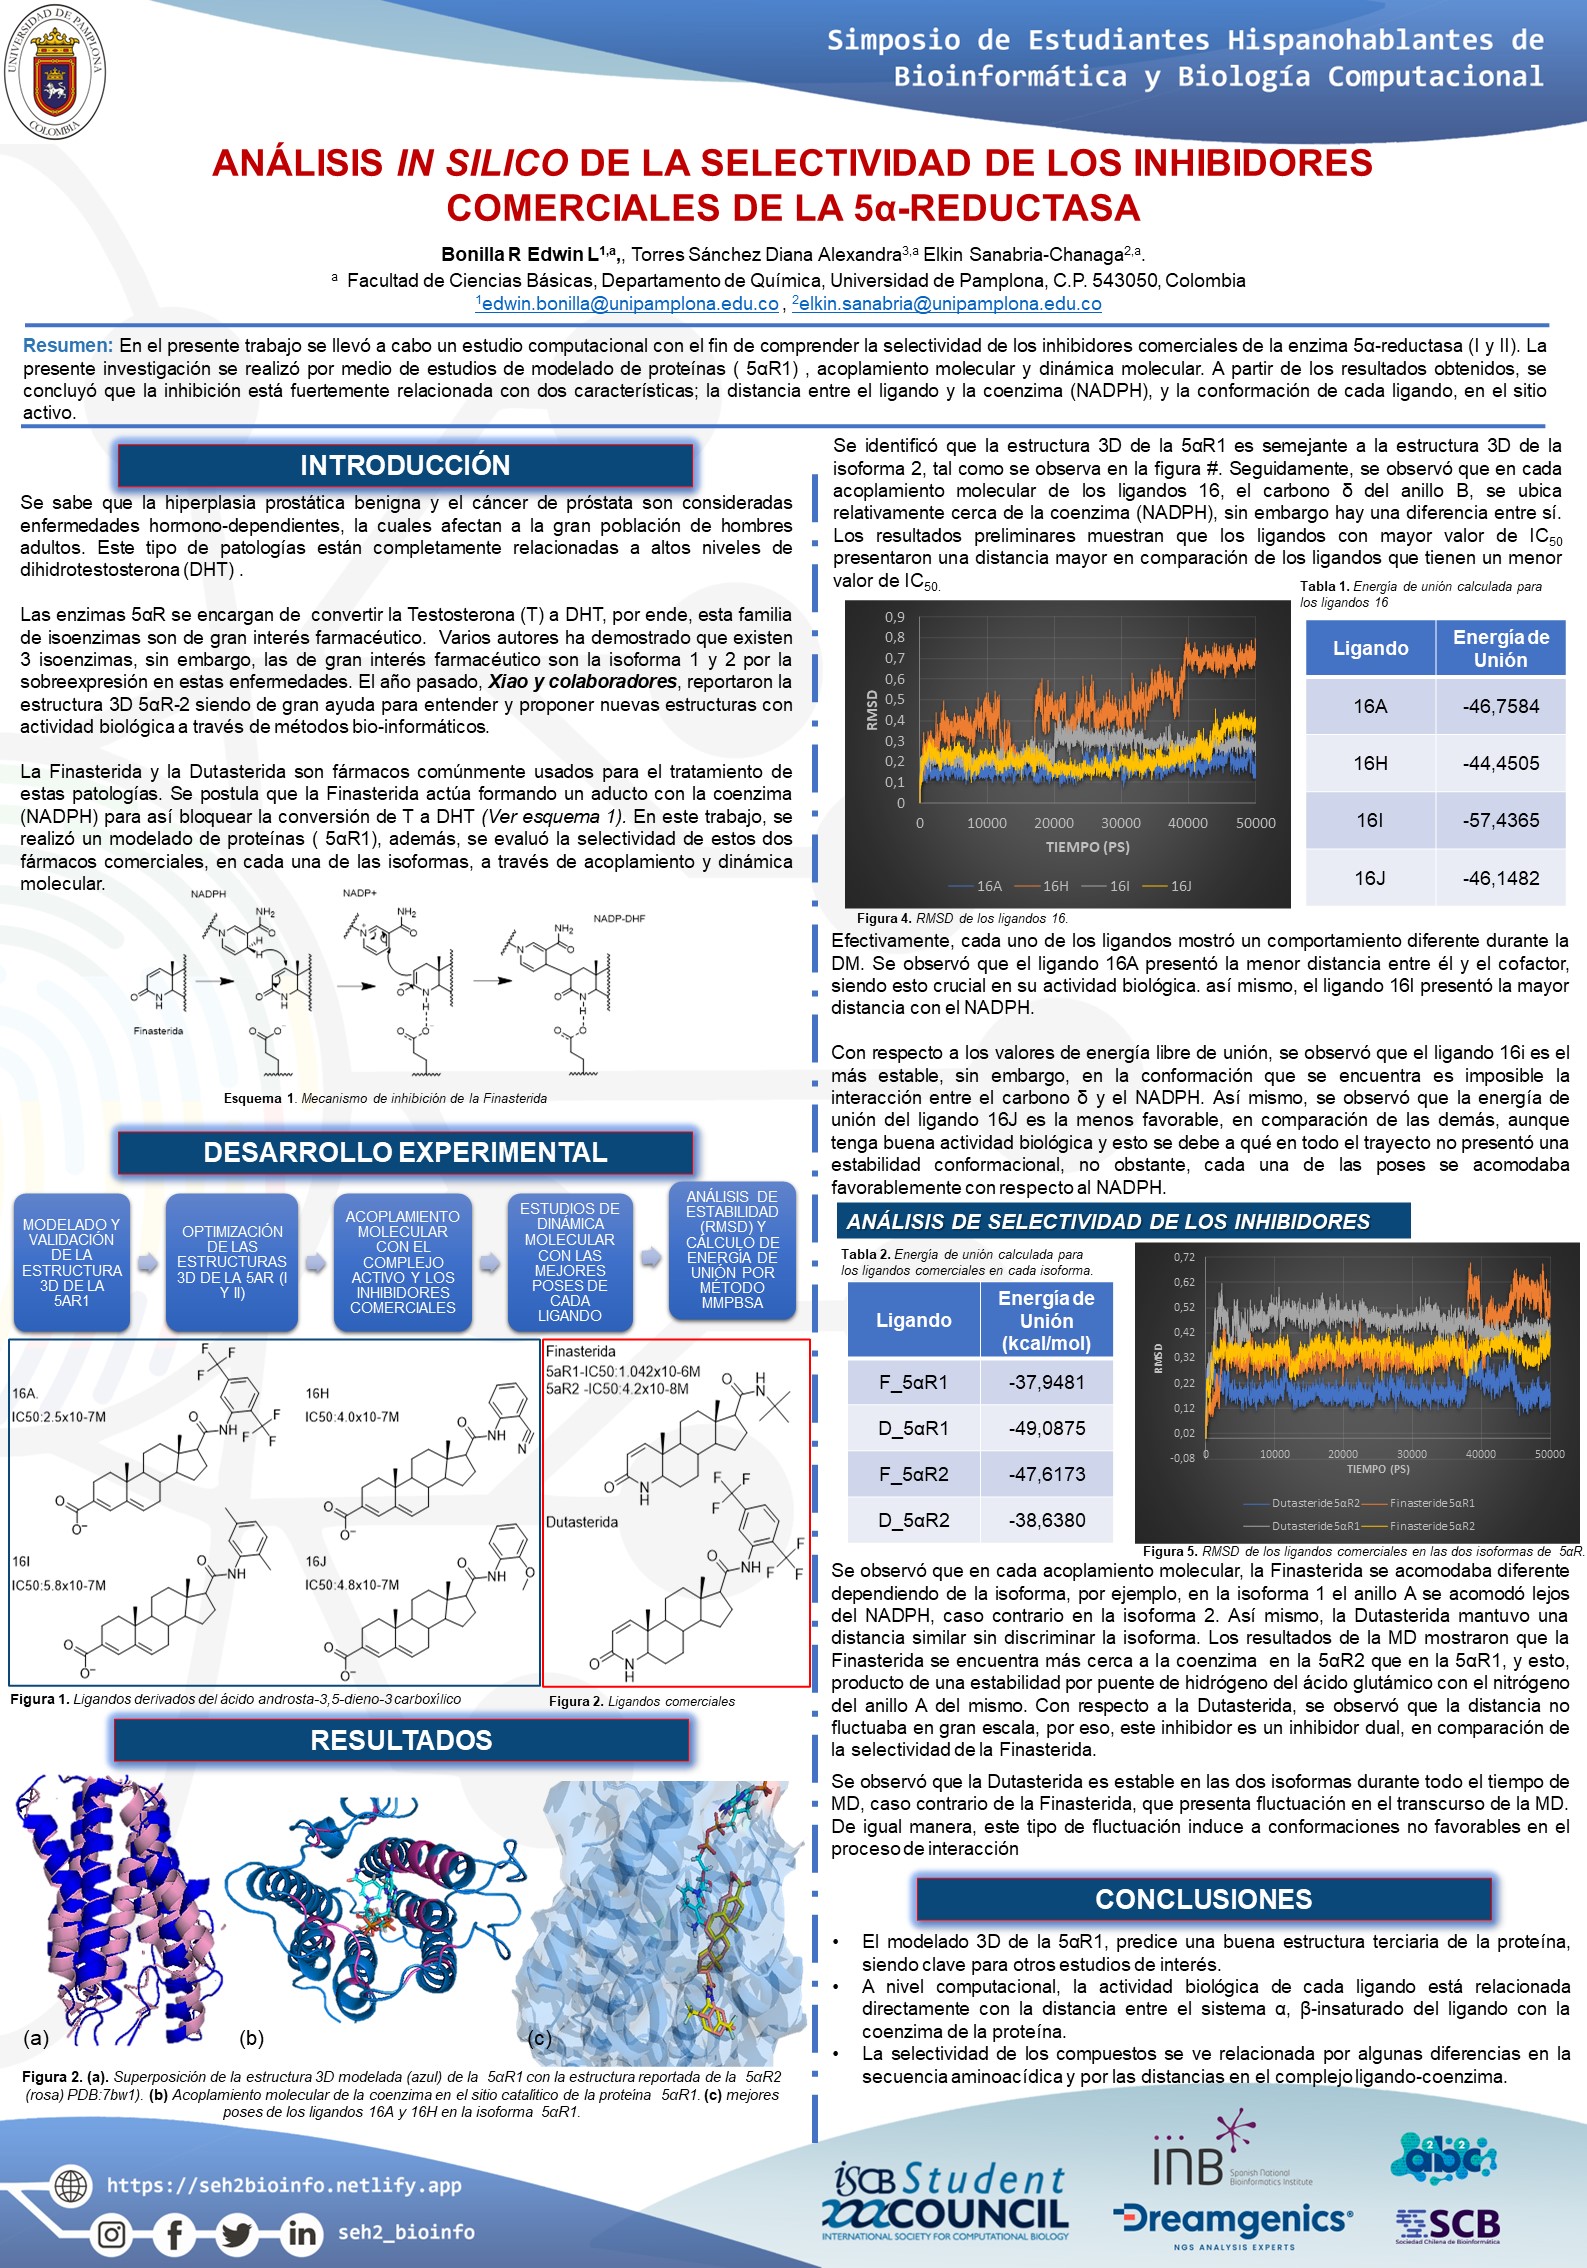 UNIVERSIDAD DE PAMPLONA
COLOMBIA
Simposio de Estudiantes Hispanohablantes de
Bioinformática y Biología Computacional
ANÁLISIS IN SILICO DE LA SELECTIVIDAD DE LOS INHIBIDORES
COMERCIALES DE LA 5α-REDUCTASA
Bonilla R Edwin L1,a,, Torres Sánchez Diana Alexandra3,a Elkin Sanabria-Chanaga2,a.
a Facultad de Ciencias Básicas, Departamento de Química, Universidad de Pamplona, C.P. 543050, Colombia
1edwin.bonilla@unipamplona.edu.co , 2elkin.sanabria@unipamplona.edu.co
Resumen: En el presente trabajo se llevó a cabo un estudio computacional con el fin de comprender la selectividad de los inhibidores comerciales de la enzima 5α-reductasa (I y II). La
presente investigación se realizó por medio de estudios de modelado de proteínas ( 5αR1) , acoplamiento molecular y dinámica molecular. A partir de los resultados obtenidos, se
concluyó que la inhibición está fuertemente relacionada con dos características; la distancia entre el ligando y la coenzima (NADPH), y la conformación de cada ligando, en el sitio
activo.
INTRODUCCIÓN
Se sabe que la hiperplasia prostática benigna y el cáncer de próstata son consideradas
enfermedades hormono-dependientes, la cuales afectan a la gran población de hombres
adultos. Este tipo de patologías están completamente relacionadas a altos niveles de
dihidrotestosterona (DHT) .
Las enzimas 5αR se encargan de convertir la Testosterona (T) a DHT, por ende, esta familia
de isoenzimas son de gran interés farmacéutico. Varios autores ha demostrado que existen
3 isoenzimas, sin embargo, las de gran interés farmacéutico son la isoforma 1 y 2 por la
sobreexpresión en estas enfermedades. El año pasado, Xiao y colaboradores, reportaron la
estructura 3D 5αR-2 siendo de gran ayuda para entender y proponer nuevas estructuras con
actividad biológica a través de métodos bio-informáticos.
La Finasterida y la Dutasterida son fármacos comúnmente usados para el tratamiento de
estas patologías. Se postula que la Finasterida actúa formando un aducto con la coenzima
(NADPH) para así bloquear la conversión de T a DHT (Ver esquema 1). En este trabajo, se
realizó un modelado de proteínas ( 5αR1), además, se evaluó la selectividad de estos dos
fármacos comerciales, en cada una de las isoformas, a través de acoplamiento y dinámica
molecular.
NADPH
NADP+
NADP-DHF
NH2 N O H H
NH2 N O
NH2 N O
O N H
O NH
O N H
O N H
O O-
O O-
O O-
Finasterida
Esquema 1. Mecanismo de inhibición de la Finasterida
DESARROLLO EXPERIMENTAL
MODELADO Y
VALIDACIÓN
DE LA
ESTRUCTURA
3D DE LA
5AR1
OPTIMIZACIÓN
DE LAS
ESTRUCTURAS
3D DE LA 5AR (I
Y II)
ACOPLAMIENTO
MOLECULAR
CON EL
COMPLEJO
ACTIVO Y LOS
INHIBIDORES
COMERCIALES
ESTUDIOS DE
DINÁMICA
MOLECULAR
CON LAS
MEJORES
POSES DE
CADA
LIGANDO
ANÁLISIS DE
ESTABILIDAD
(RMSD) Y
CÁLCULO DE
ENERGÍA DE
UNIÓN POR
MÉTODO
MMPBSA
16A.
IC50:2.5x10-7M
F F F O NH F F F O O-
16H
IC50:4.0x10-7M
O NH N O O-
16I
IC50:5.8x10-7M
O NH O O-
16J
IC50:4.8x10-7M
O NH O O O-
Finasterida
5aR1-IC50:1.042x10-6M
5aR2 -IC50:4.2x10-8M
O H N O N H
Dutasterida
F F F O NH F F F O N H
Figura 1. Ligandos derivados del ácido androsta-3,5-dieno-3 carboxílico
Figura 2. Ligandos comerciales
RESULTADOS
(a)
(b)
(c)
Figura 2. (a). Superposición de la estructura 3D modelada (azul) de la 5αR1 con la estructura reportada de la 5αR2
(rosa) PDB:7bw1). (b) Acoplamiento molecular de la coenzima en el sitio catalítico de la proteína 5αR1. (c) mejores
poses de los ligandos 16A y 16H en la isoforma 5αR1.
Se identificó que la estructura 3D de la 5αR1 es semejante a la estructura 3D de la
isoforma 2, tal como se observa en la figura #. Seguidamente, se observó que en cada
acoplamiento molecular de los ligandos 16, el carbono δ del anillo B, se ubica
relativamente cerca de la coenzima (NADPH), sin embargo hay una diferencia entre sí.
Los resultados preliminares muestran que los ligandos con mayor valor de IC50
presentaron una distancia mayor en comparación de los ligandos que tienen un menor
valor de IC50.
0,9
0,8
0,7
0,6
0,5
0,4
0,3
0,2
0,1
0
RMSD
0 10000 20000 30000 40000 50000
TIEMPO (PS)
16A 16H 16I 16J
Figura 4. RMSD de los ligandos 16.
Tabla 1. Energía de unión calculada para
los ligandos 16
Ligando Energía de Unión
16A -46,7584
16H -44,4505
16I -57,4365
16J -46,1482
Efectivamente, cada uno de los ligandos mostró un comportamiento diferente durante la
DM. Se observó que el ligando 16A presentó la menor distancia entre él y el cofactor,
siendo esto crucial en su actividad biológica. así mismo, el ligando 16I presentó la mayor
distancia con el NADPH.
Con respecto a los valores de energía libre de unión, se observó que el ligando 16i es el
más estable, sin embargo, en la conformación que se encuentra es imposible la
interacción entre el carbono δ y el NADPH. Así mismo, se observó que la energía de
unión del ligando 16J es la menos favorable, en comparación de las demás, aunque
tenga buena actividad biológica y esto se debe a qué en todo el trayecto no presentó una
estabilidad conformacional, no obstante, cada una de las poses se acomodaba
favorablemente con respecto al NADPH.
ANÁLISIS DE SELECTIVIDAD DE LOS INHIBIDORES
Tabla 2. Energía de unión calculada para
los ligandos comerciales en cada isoforma.
Ligando Energía de Unión (kcal/mol)
F_5αR1 -37,9481
D_5αR1 -49,0875
F_5αR2 -47,6173
D_5αR2 -38,6380
0,72
0,62
0,52
0,42
0,32
0,22
0,12
0,02
-0,08
RMSD
0 10000 20000 30000 40000 50000
TIEMPO (PS)
Dutasteride 5αR2 Finasteride 5αR1
Dutasteride 5αR1 Finasteride 5αR2
Figura 5. RMSD de los ligandos comerciales en las dos isoformas de 5αR.
Se observó que en cada acoplamiento molecular, la Finasterida se acomodaba diferente
dependiendo de la isoforma, por ejemplo, en la isoforma 1 el anillo A se acomodó lejos
del NADPH, caso contrario en la isoforma 2. Así mismo, la Dutasterida mantuvo una
distancia similar sin discriminar la isoforma. Los resultados de la MD mostraron que la
Finasterida se encuentra más cerca a la coenzima en la 5αR2 que en la 5αR1, y esto,
producto de una estabilidad por puente de hidrógeno del ácido glutámico con el nitrógeno
del anillo A del mismo. Con respecto a la Dutasterida, se observó que la distancia no
fluctuaba en gran escala, por eso, este inhibidor es un inhibidor dual, en comparación de
la selectividad de la Finasterida.
Se observó que la Dutasterida es estable en las dos isoformas durante todo el tiempo de
MD, caso contrario de la Finasterida, que presenta fluctuación en el transcurso de la MD.
De igual manera, este tipo de fluctuación induce a conformaciones no favorables en el
proceso de interacción
CONCLUSIONES
• El modelado 3D de la 5αR1, predice una buena estructura terciaria de la proteína,
siendo clave para otros estudios de interés.
• A nivel computacional, la actividad biológica de cada ligando está relacionada
directamente con la distancia entre el sistema α, β-insaturado del ligando con la
coenzima de la proteína.
• La selectividad de los compuestos se ve relacionada por algunas diferencias en la
secuencia aminoacídica y por las distancias en el complejo ligando-coenzima.
https://seh2bioinfo.netlify.app
seh2_bioinfo
iSCB Student
COUNCIL
INTERNATIONAL SOCIETY FOR COMPUTATIONAL BIOLOGY
INB
Spanish National
Bioinformatics Institute
Dreamgenics®
NGS ANALYSIS EXPERTS
abc
2 2
SCB
Sociedad Chilena de Bioinformática